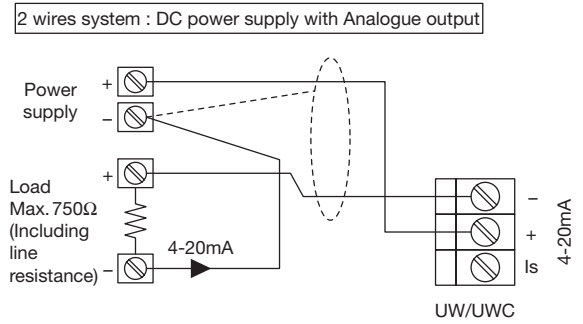 2 wires system : DC power supply with Analogue output
Power
supply
+
–
+
Load
Max. 750Ω
(Including
line
resistance)
–
4-20mA
–
+
Is
4-20mA
UW/UWC